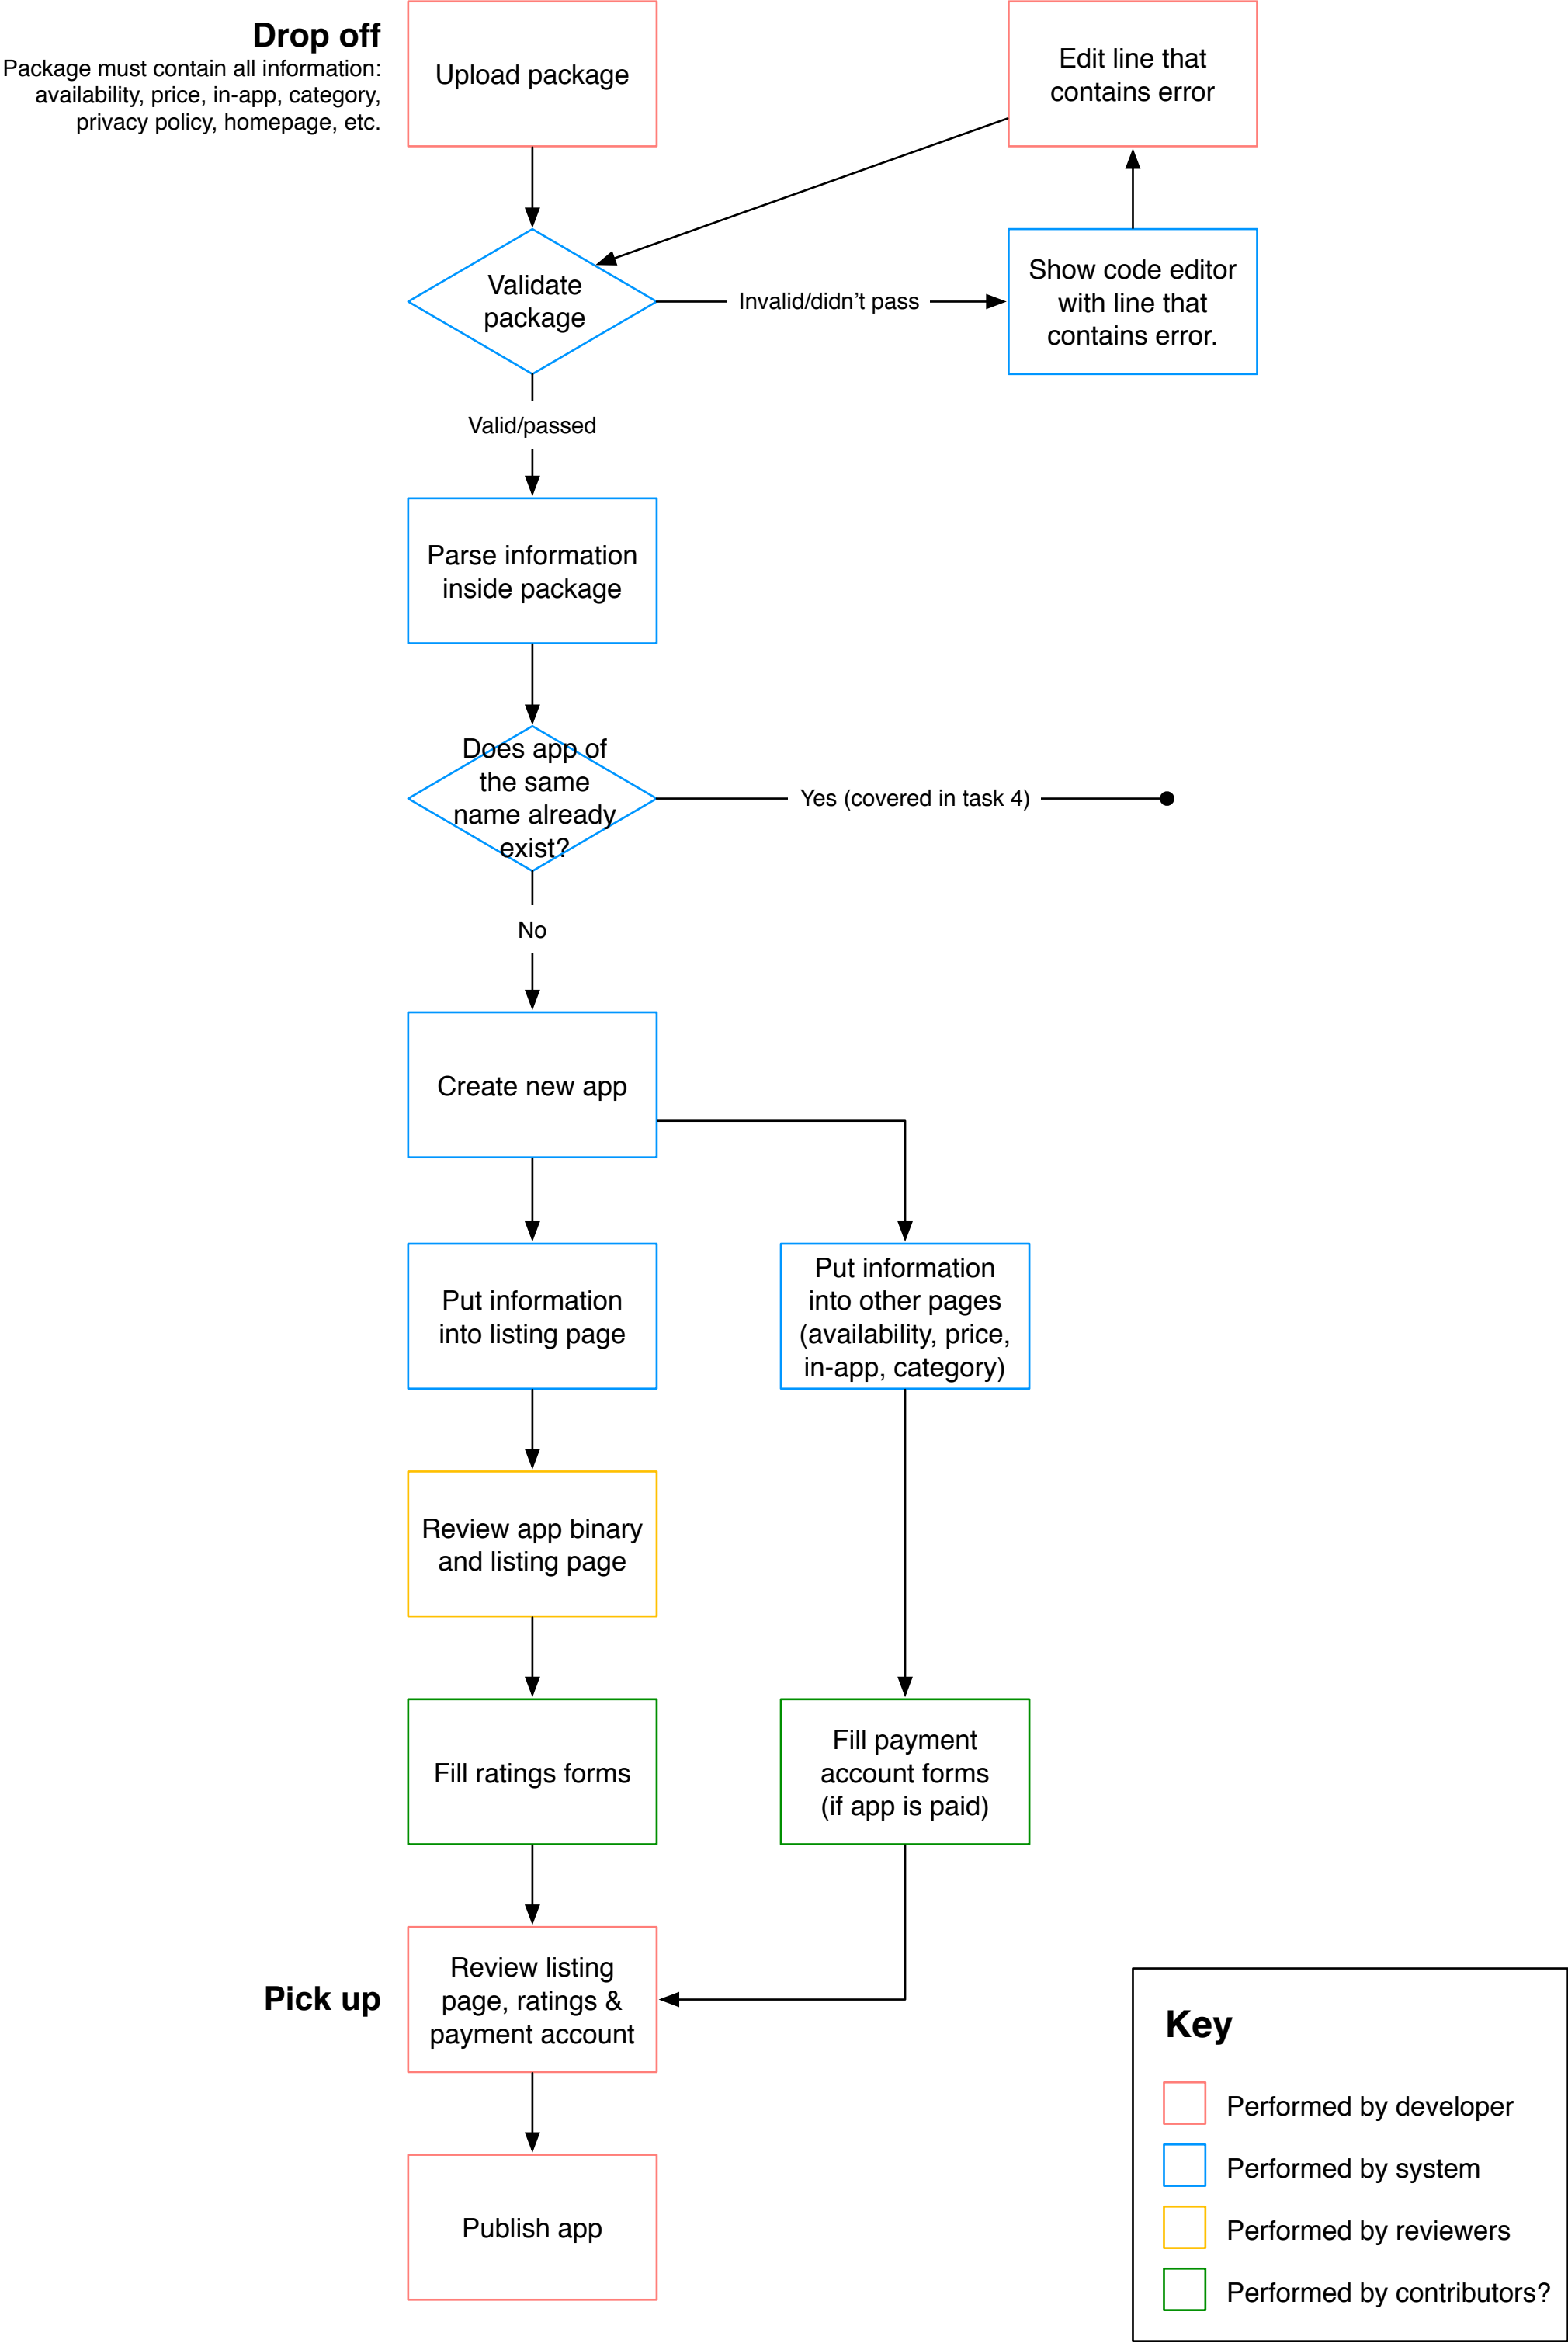 Drop off
Package must contain all information:
availability, price, in-app, category,
privacy policy, homepage, etc.
Upload package
Edit line that
contains error
Validate
package
Invalid/didn’t pass
Show code editor
with line that
contains error.
Valid/passed
Parse information
inside package
Does app of
the same
name already
exist?
Yes (covered in task 4)
No
Create new app
Put information
into listing page
Put information
into other pages
(availability, price,
in-app, category)
Review app binary
and listing page
Fill ratings forms
Fill payment
account forms
(if app is paid)
Pick up
Review listing
page, ratings &
payment account
Publish app
Key
Performed by developer
Performed by system
Performed by reviewers
Performed by contributors?